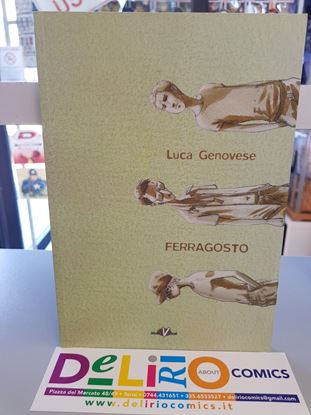 Luca Genovese
FERRAGOSTO
V
DeLiRiO ABOUT COMICS
Piazza del Mercato 48/49 • Terni • 0744.431651 • 335.6533527 • deliriocomics@gmail.com
www.deliriocomics.it